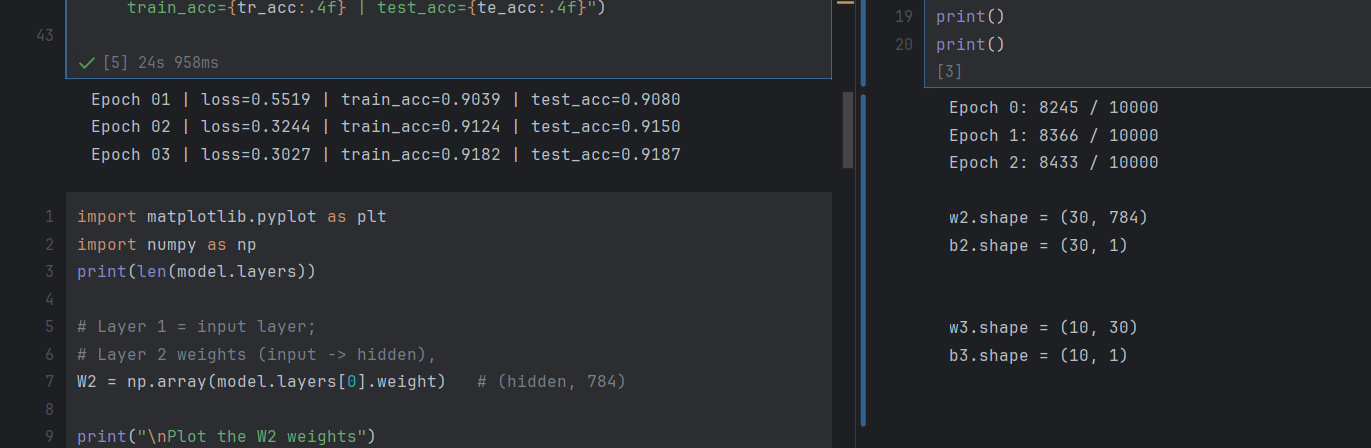 train_acc={tr_acc:.4f} | test_acc={te_acc:.4f}")
43
[5] 24s 958ms
Epoch 01 | loss=0.5519 | train_acc=0.9039 | test_acc=0.9080
Epoch 02 | loss=0.3244 | train_acc=0.9124 | test_acc=0.9150
Epoch 03 | loss=0.3027 | train_acc=0.9182 | test_acc=0.9187
1 import matplotlib.pyplot as plt
2 import numpy as np
3 print(len(model.layers))
4
5 # Layer 1 = input layer;
6 # Layer 2 weights (input -> hidden),
7 W2 = np.array(model.layers[0].weight)   # (hidden, 784)
8
9 print("\nPlot the W2 weights")
19 print()
20 print()
[3]
Epoch 0: 8245 / 10000
Epoch 1: 8366 / 10000
Epoch 2: 8433 / 10000
w2.shape = (30, 784)
b2.shape = (30, 1)
w3.shape = (10, 30)
b3.shape = (10, 1)